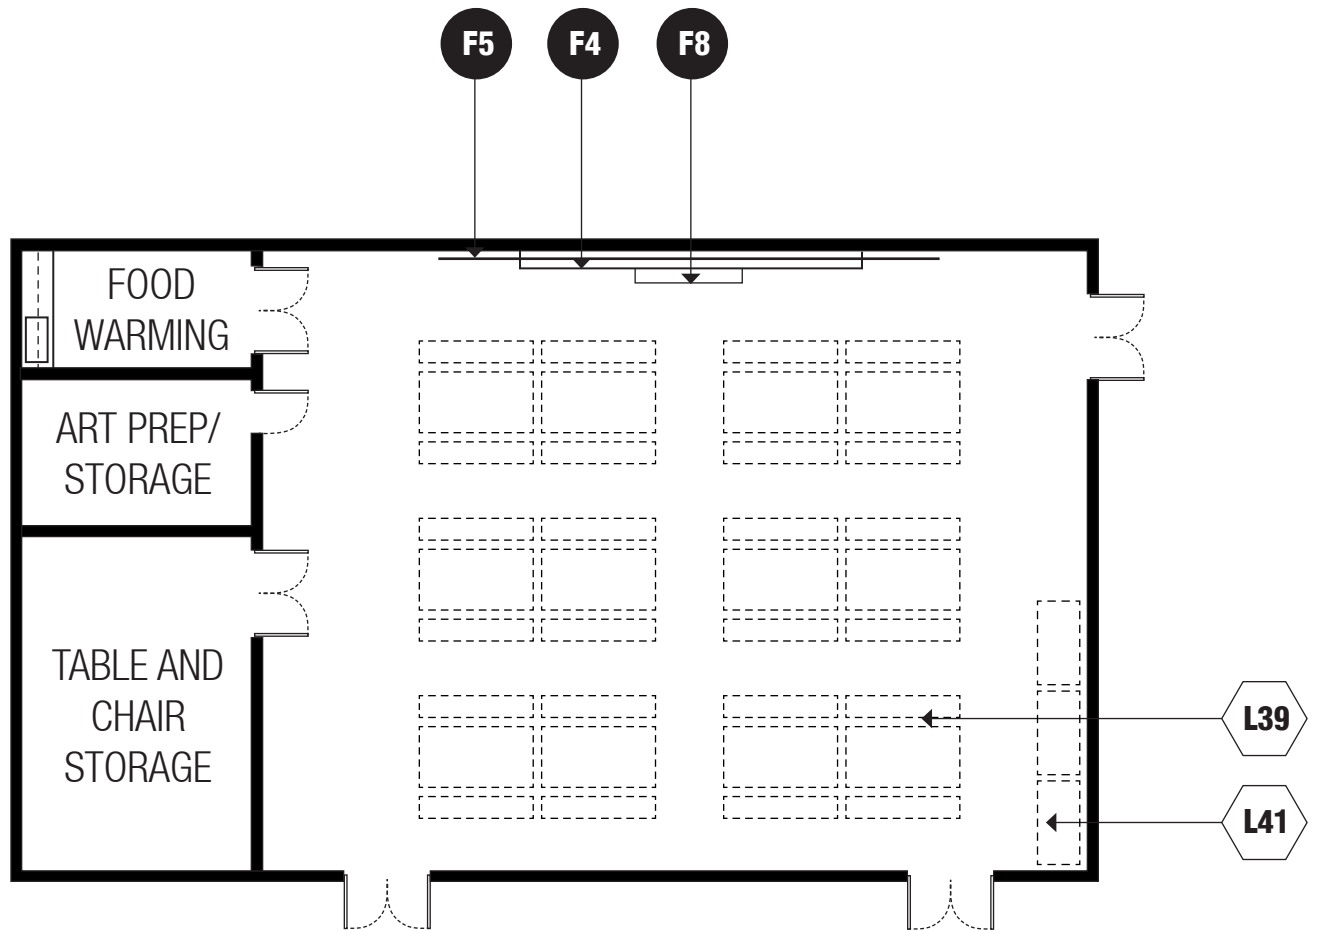 F5 F4 F8
FOOD
WARMING
ART PREP/
STORAGE
TABLE AND
CHAIR
STORAGE
L39
L41